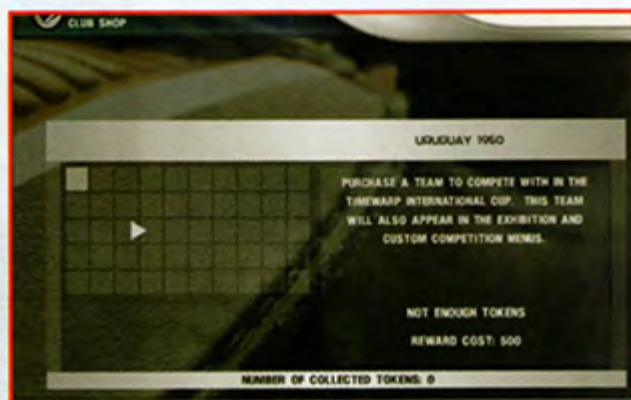 CLUB SHOP
URUGUAY 1950
PURCHASE A TEAM TO COMPETE WITH IN THE
TIMEWARP INTERNATIONAL CUP. THIS TEAM
WILL ALSO APPEAR IN THE EXHIBITION AND
CUSTOM COMPETITION MENUS.
NOT ENOUGH TOKENS
REWARD COST: 500
NUMBER OF COLLECTED TOKENS: 0